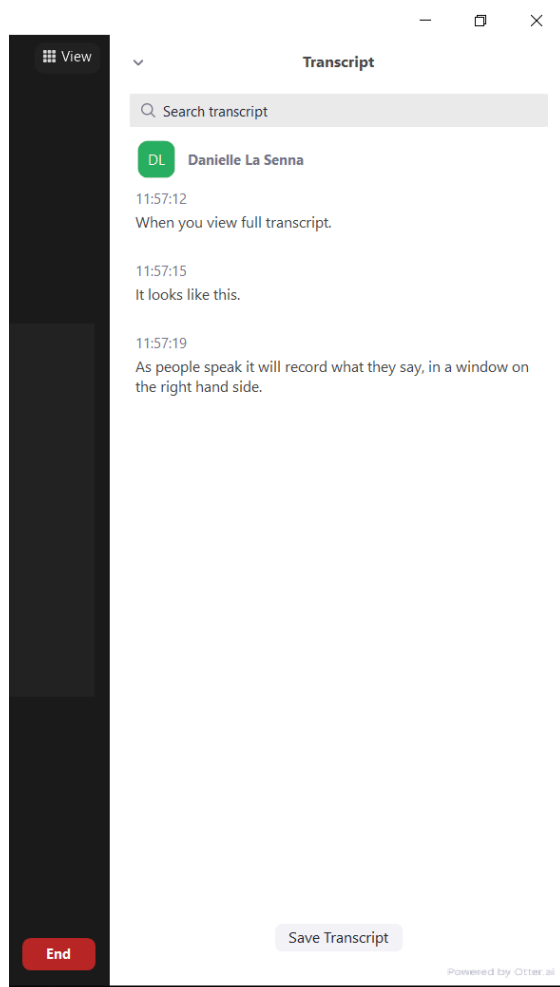 View
Transcript
Search transcript
DL
Danielle La Senna
11:57:12
When you view full transcript.
11:57:15
It looks like this.
11:57:19
As people speak it will record what they say, in a window on
the right hand side.
Save Transcript
End
Powered by Otter.ai